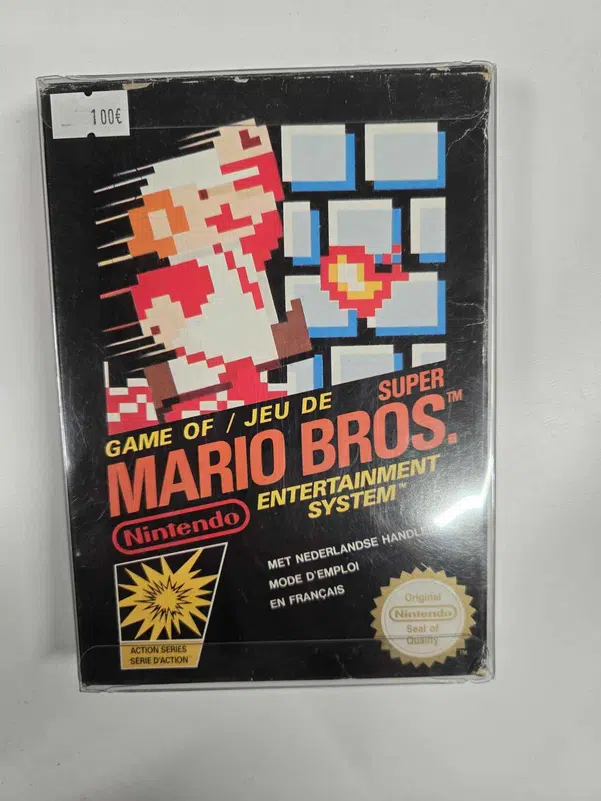 100€
GAME OF / JEU DE
SUPER
MARIO BROS.™
Nintendo
ENTERTAINMENT
SYSTEM™
MET NEDERLANDSE
MODE D'EMPLOI
EN FRANÇAIS
ACTION SERIES
SÉRIE D'ACTION
Original
Nintendo
Seal of
Quality
TM